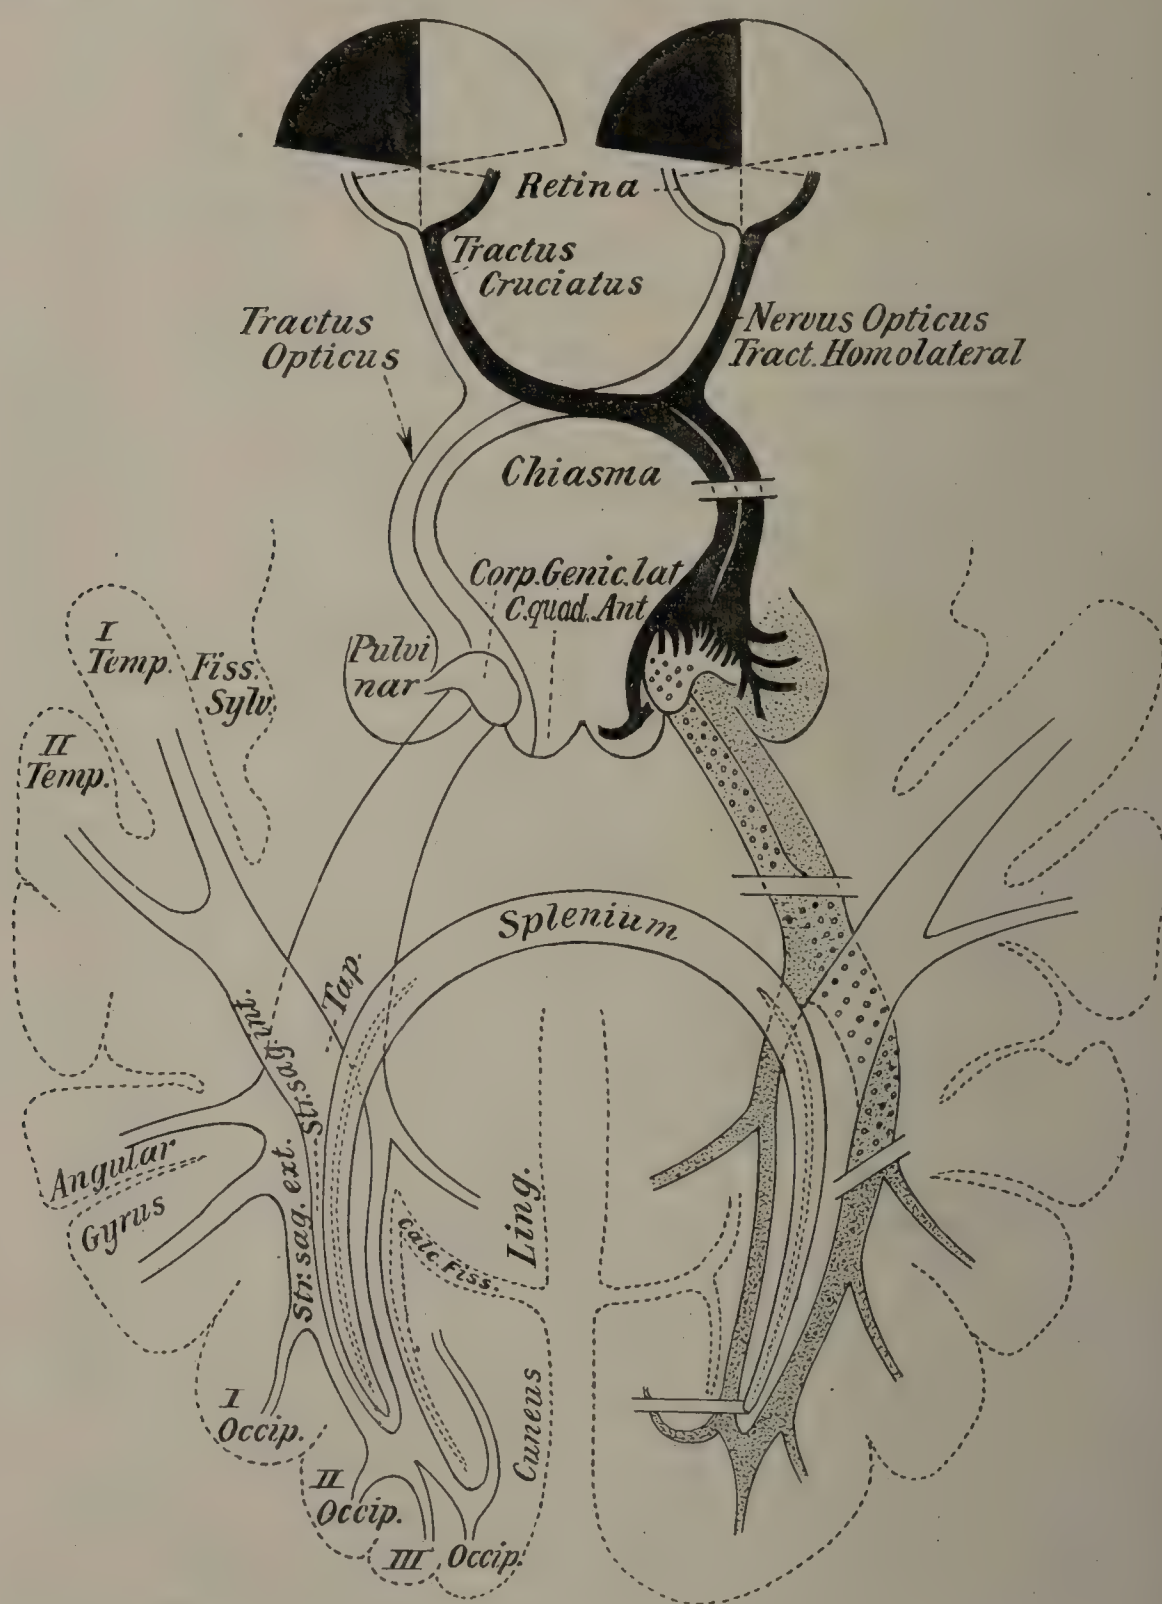 Retina
Tractus
Cruciatus
Tractus
Opticus
Nervus Opticus
Tract. Homolateral
Chiasma
Corp. Genic. lat
C. quad. Ant
Pulvi
nar
I
Temp.
Fiss.
Sylv.
II
Temp.
Splenium
Tap.
Str. sag. int.
Str. sag. ext.
Angular
Gyrus
Calc. Fiss.
Ling.
Cuneus
I
Occip.
II
Occip.
III Occip.